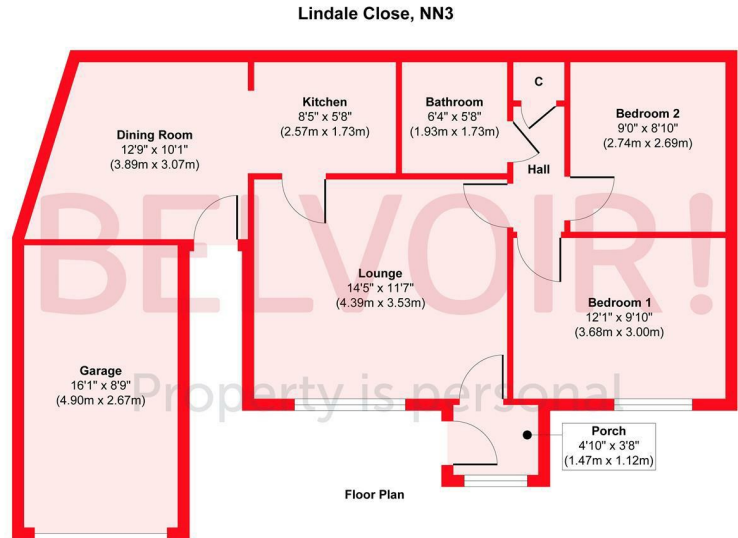 Lindale Close, NN3
Dining Room
12'9" x 10'1"
(3.89m x 3.07m)
Kitchen
8'5" x 5'8"
(2.57m x 1.73m)
Bathroom
6'4" x 5'8"
(1.93m x 1.73m)
C
Hall
Bedroom 2
9'0" x 8'10"
(2.74m x 2.69m)
BELVOIR!
Lounge
14'5" x 11'7"
(4.39m x 3.53m)
Bedroom 1
12'1" x 9'10"
(3.68m x 3.00m)
Garage
16'1" x 8'9"
(4.90m x 2.67m)
Property is personal
Porch
4'10" x 3'8"
(1.47m x 1.12m)
Floor Plan